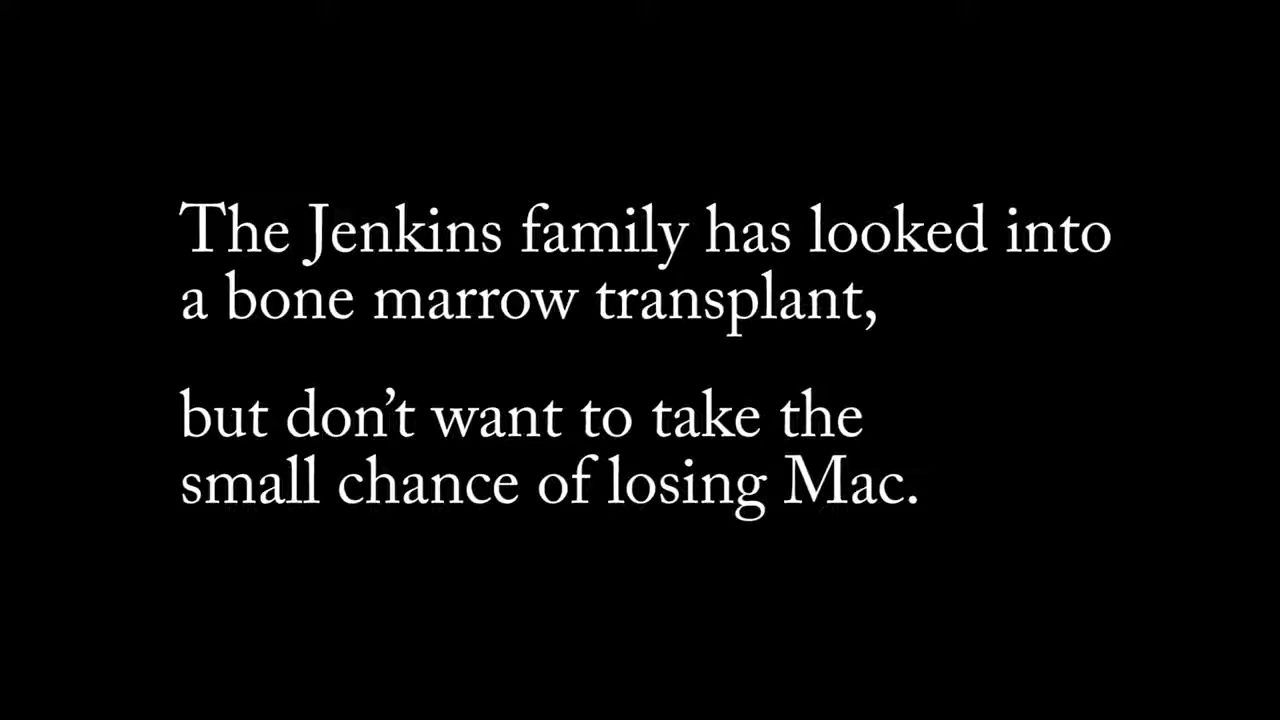 The Jenkins family has looked into
a bone marrow transplant,
but don’t want to take the
small chance of losing Mac.